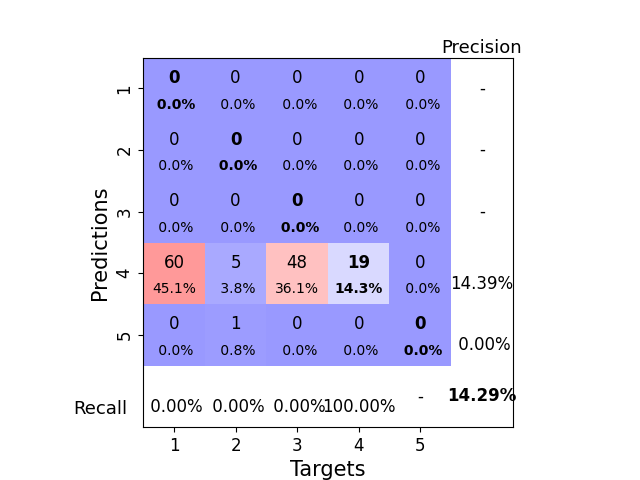 Precision
1 0 0 0 0 0 -
0.0% 0.0% 0.0% 0.0% 0.0%
2 0 0 0 0 0 -
0.0% 0.0% 0.0% 0.0% 0.0%
3 0 0 0 0 0 -
0.0% 0.0% 0.0% 0.0% 0.0%
4 60 5 48 19 0 14.39%
45.1% 3.8% 36.1% 14.3% 0.0%
5 0 1 0 0 0 0.00%
0.0% 0.8% 0.0% 0.0% 0.0%
Predictions
Recall 0.00% 0.00% 0.00% 100.00% - 14.29%
1 2 3 4 5
Targets